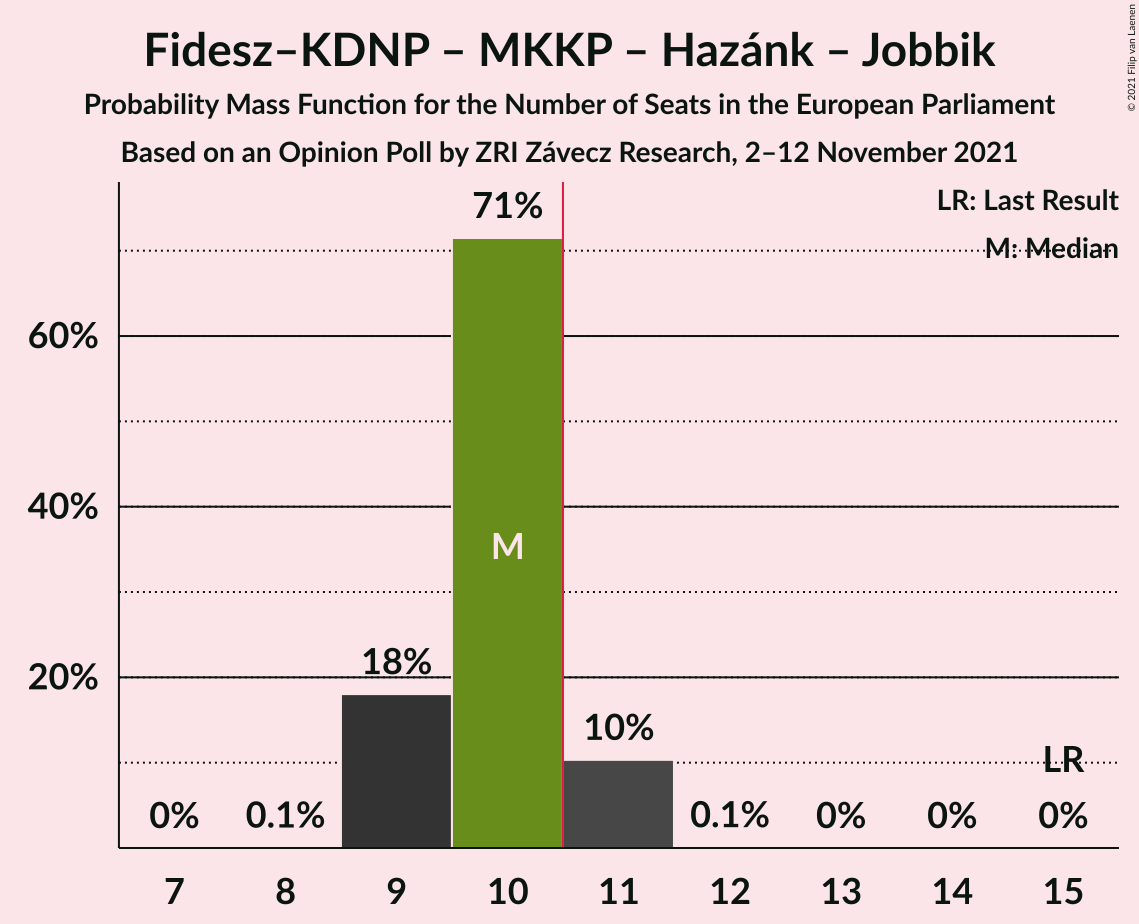 Fidesz–KDNP – MKKP – Hazánk – Jobbik
Probability Mass Function for the Number of Seats in the European Parliament
Based on an Opinion Poll by ZRI Závecz Research, 2–12 November 2021
© 2021 Filip van Laenen
LR: Last Result
M: Median
71%
60%
40%
M
20%
18%
10%
LR
0% 0.1% 0.1% 0% 0% 0%
7 8 9 10 11 12 13 14 15